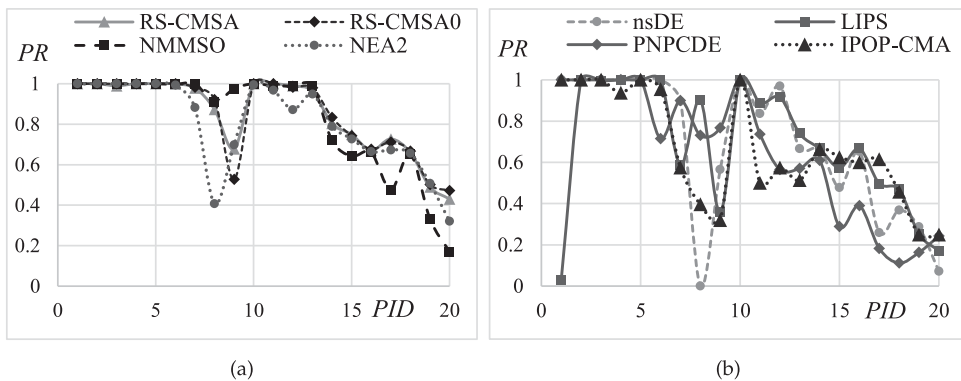 RS-CMSA RS-CMSA0
NMMSO NEA2
PR
1
0.8
0.6
0.4
0.2
0
0 5 10 15 PID 20
(a)
nsDE LIPS
PNPCDE IPOP-CMA
PR
1
0.8
0.6
0.4
0.2
0
0 5 10 15 PID 20
(b)